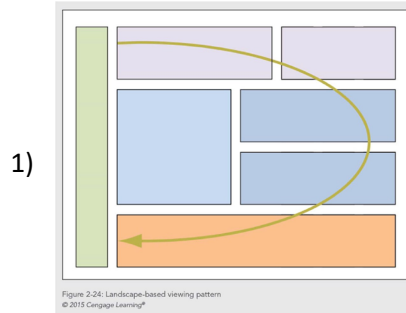 1)
Figure 2-24: Landscape-based viewing pattern
© 2015 Cengage Learning®